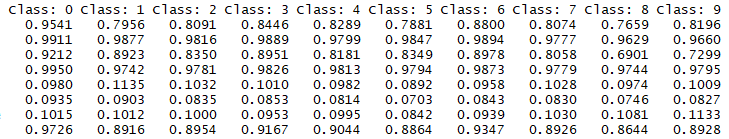 Class: 0 Class: 1 Class: 2 Class: 3 Class: 4 Class: 5 Class: 6 Class: 7 Class: 8 Class: 9
0.9541 0.7956 0.8091 0.8446 0.8289 0.7881 0.8800 0.8074 0.7659 0.8196
0.9911 0.9877 0.9816 0.9889 0.9799 0.9847 0.9894 0.9777 0.9629 0.9660
0.9212 0.8923 0.8350 0.8951 0.8181 0.8349 0.8978 0.8058 0.6901 0.7299
0.9950 0.9742 0.9781 0.9826 0.9813 0.9794 0.9873 0.9779 0.9744 0.9795
0.0980 0.1135 0.1032 0.1010 0.0982 0.0892 0.0958 0.1028 0.0974 0.1009
0.0935 0.0903 0.0835 0.0853 0.0814 0.0703 0.0843 0.0830 0.0746 0.0827
0.1015 0.1012 0.1000 0.0953 0.0995 0.0842 0.0939 0.1030 0.1081 0.1133
0.9726 0.8916 0.8954 0.9167 0.9044 0.8864 0.9347 0.8926 0.8644 0.8928